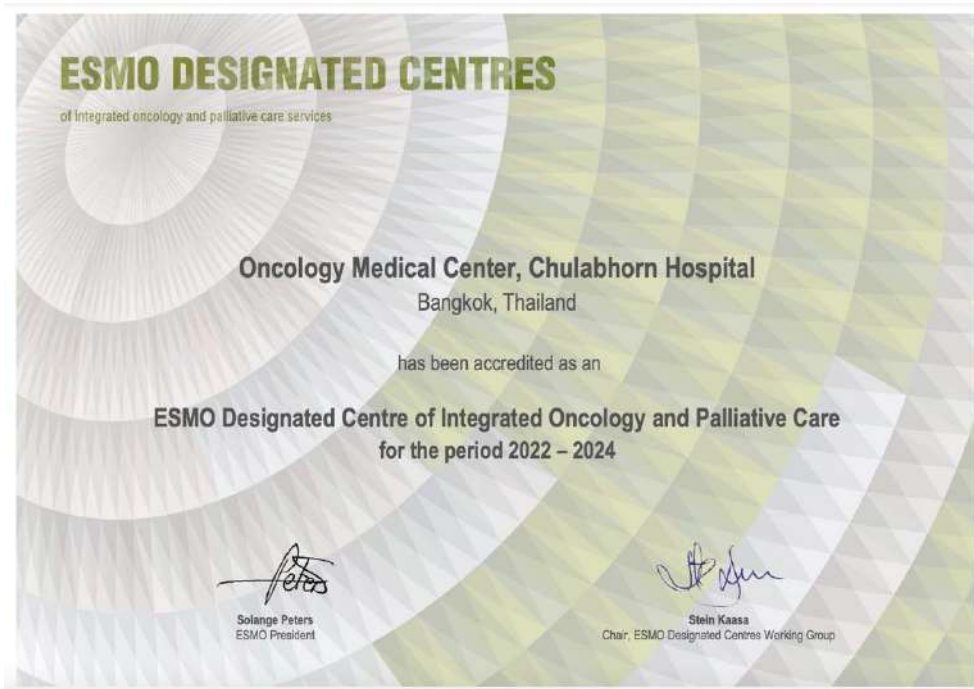 ESMO DESIGNATED CENTRES
of integrated oncology and palliative care services
Oncology Medical Center, Chulabhorn Hospital
Bangkok, Thailand
has been accredited as an
ESMO Designated Centre of Integrated Oncology and Palliative Care
for the period 2022 – 2024
Peters
Solange Peters
ESMO President
Stein Kaasa
Chair, ESMO Designated Centres Working Group